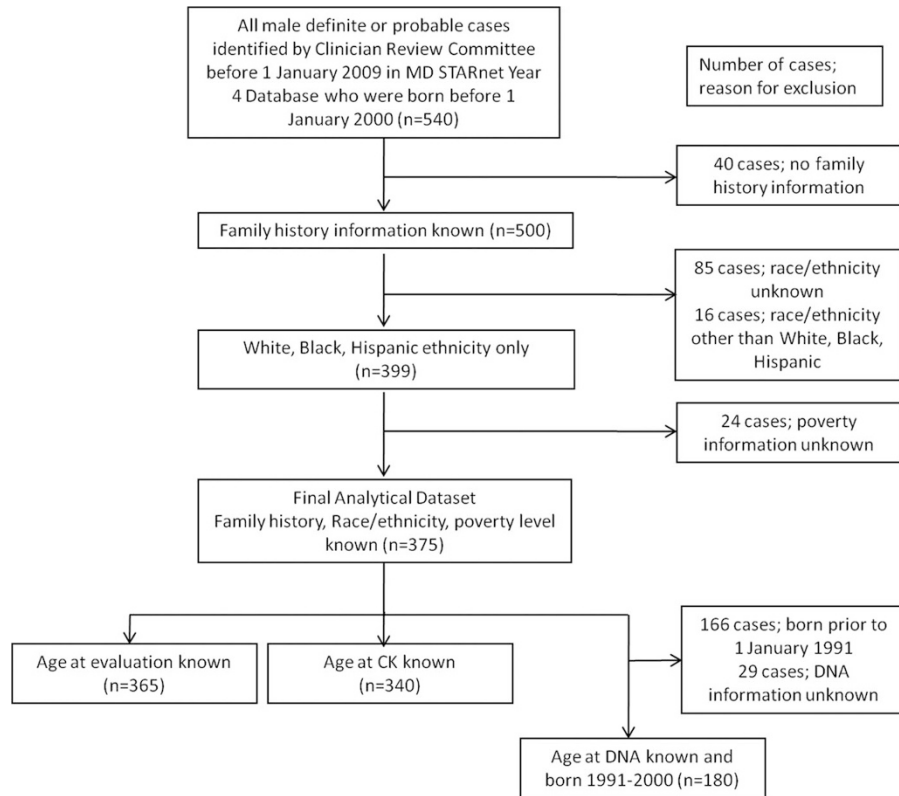 All male definite or probable cases
identified by Clinician Review Committee
before 1 January 2009 in MD STARnet Year
4 Database who were born before 1
January 2000 (n=540)
Number of cases;
reason for exclusion
40 cases; no family
history information
Family history information known (n=500)
85 cases; race/ethnicity
unknown
16 cases; race/ethnicity
other than White, Black,
Hispanic
White, Black, Hispanic ethnicity only
(n=399)
24 cases; poverty
information unknown
Final Analytical Dataset
Family history, Race/ethnicity, poverty level
known (n=375)
166 cases; born prior to
1 January 1991
29 cases; DNA
information unknown
Age at evaluation known
(n=365)
Age at CK known
(n=340)
Age at DNA known and
born 1991-2000 (n=180)